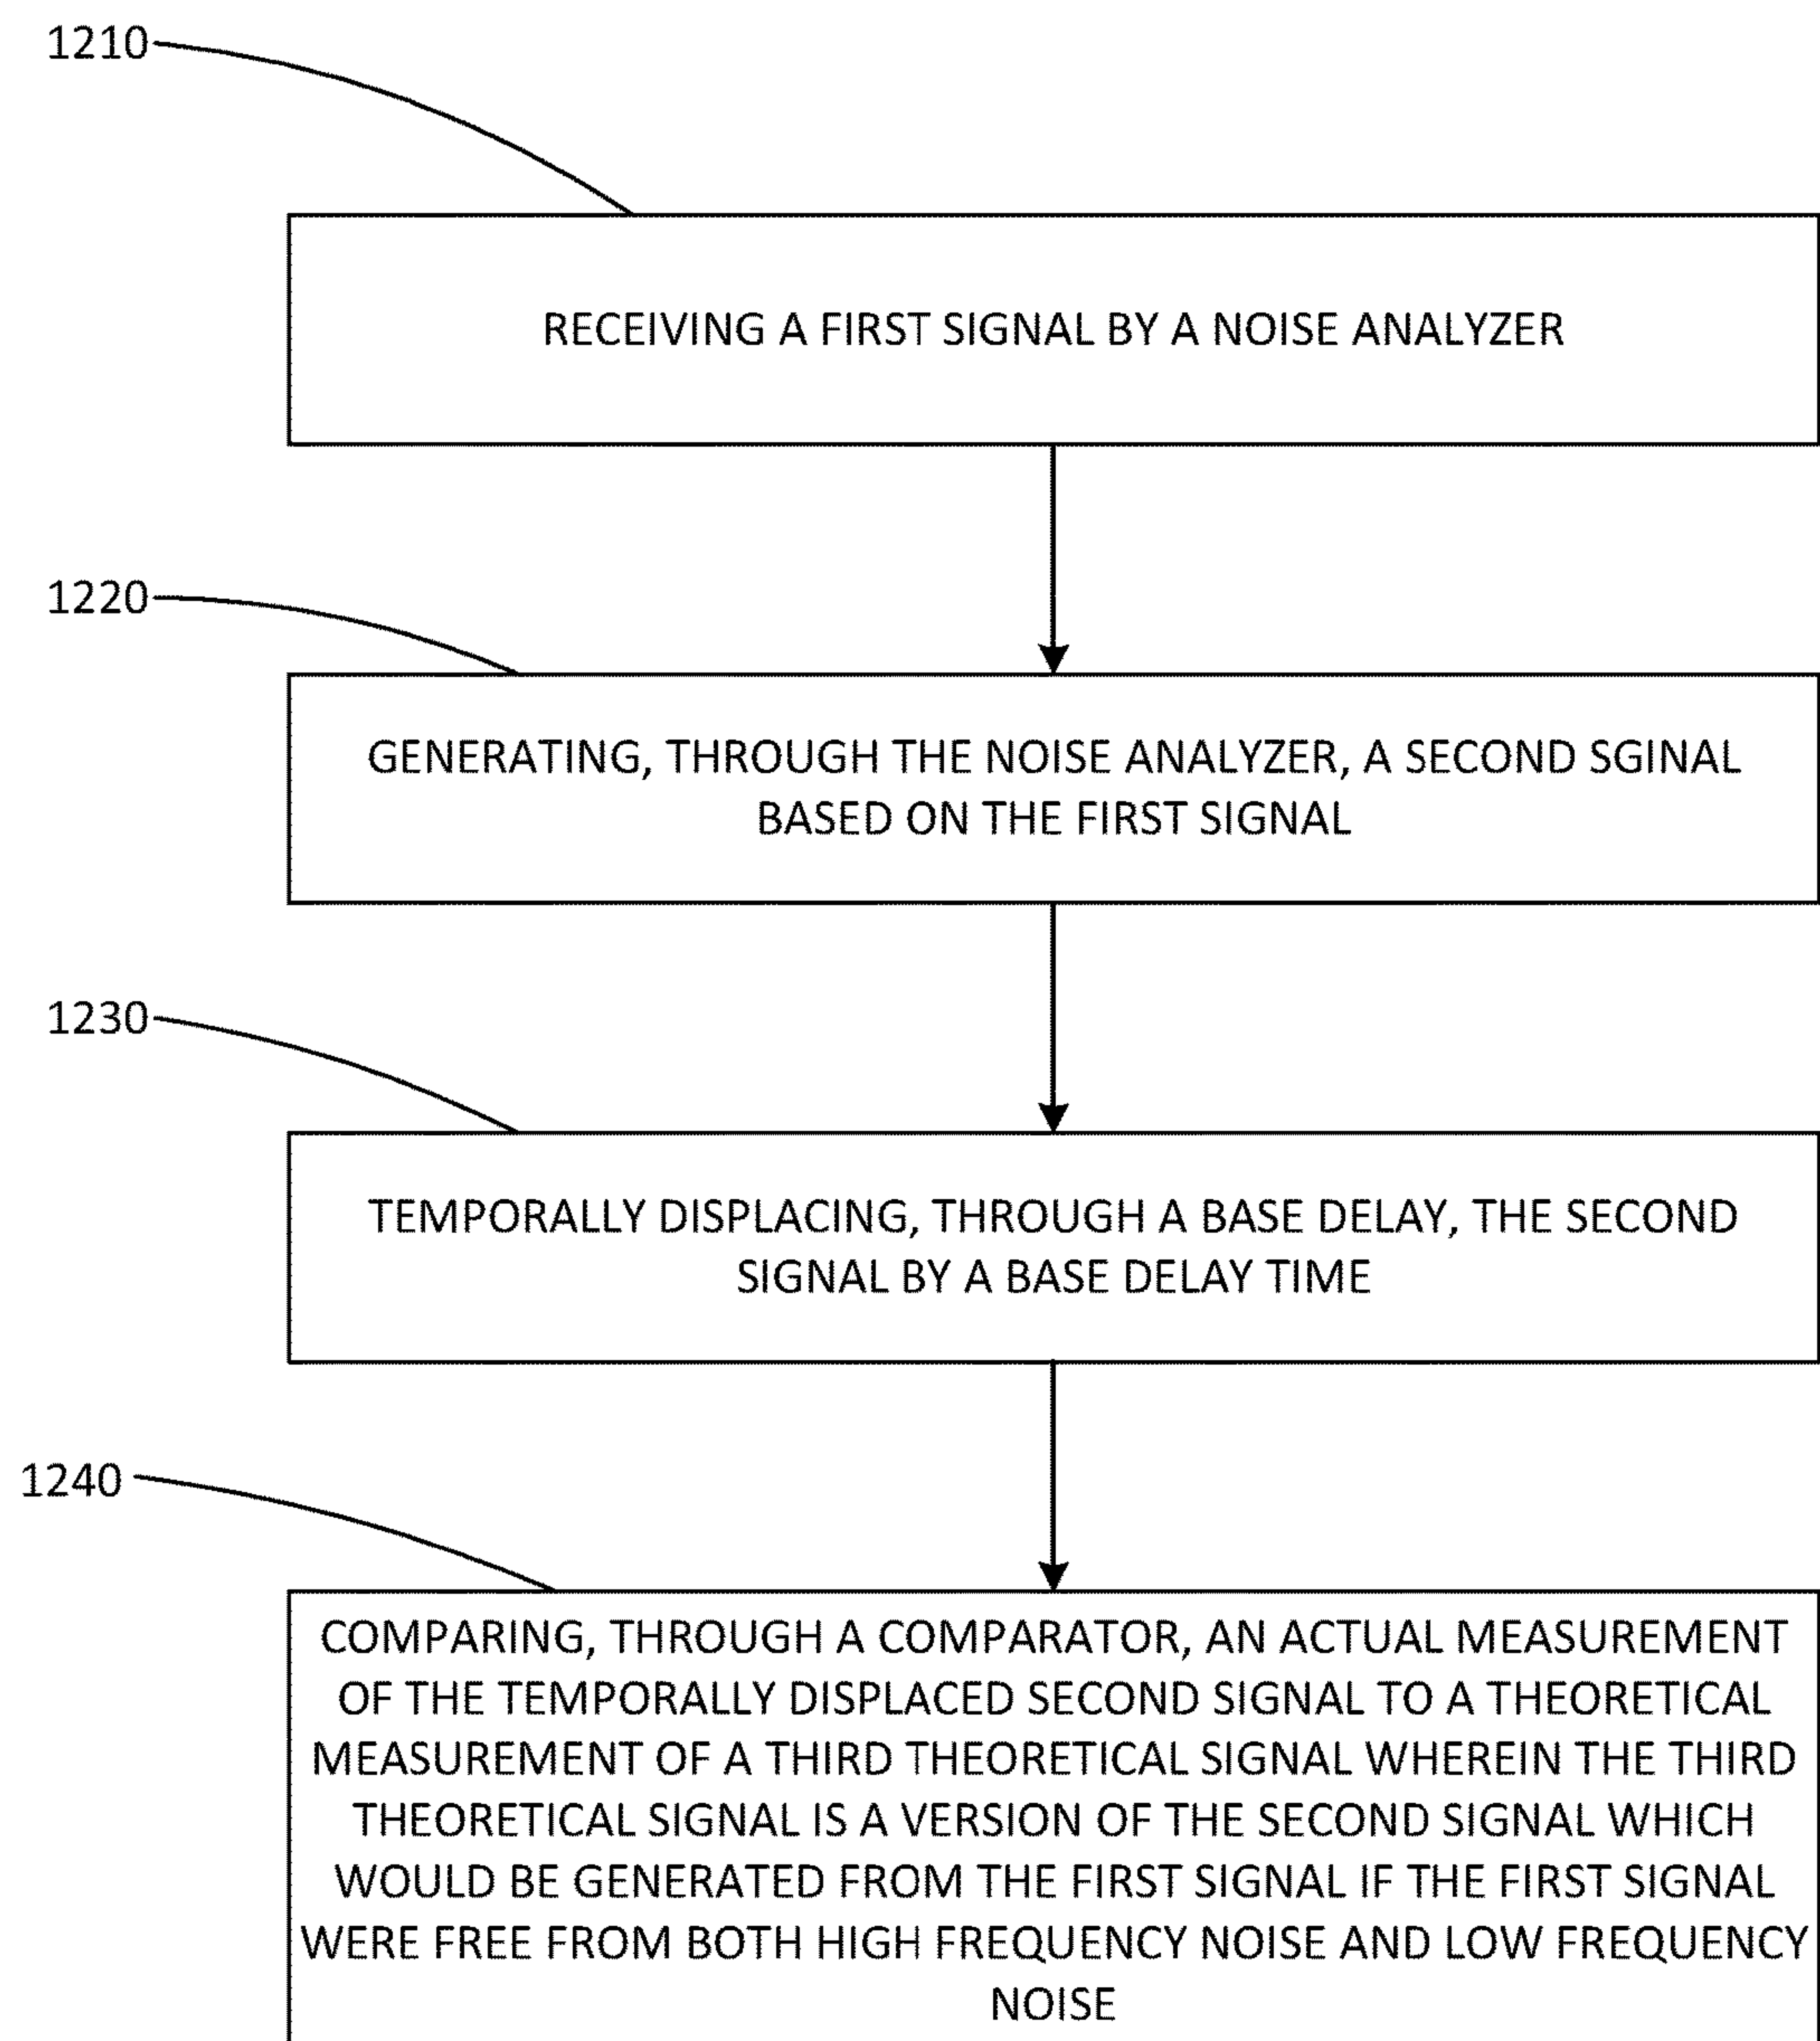 1210
RECEIVING A FIRST SIGNAL BY A NOISE ANALYZER
1220
GENERATING, THROUGH THE NOISE ANALYZER, A SECOND SGINAL
BASED ON THE FIRST SIGNAL
1230
TEMPORALLY DISPLACING, THROUGH A BASE DELAY, THE SECOND
SIGNAL BY A BASE DELAY TIME
1240
COMPARING, THROUGH A COMPARATOR, AN ACTUAL MEASUREMENT
OF THE TEMPORALLY DISPLACED SECOND SIGNAL TO A THEORETICAL
MEASUREMENT OF A THIRD THEORETICAL SIGNAL WHEREIN THE THIRD
THEORETICAL SIGNAL IS A VERSION OF THE SECOND SIGNAL WHICH
WOULD BE GENERATED FROM THE FIRST SIGNAL IF THE FIRST SIGNAL
WERE FREE FROM BOTH HIGH FREQUENCY NOISE AND LOW FREQUENCY
NOISE